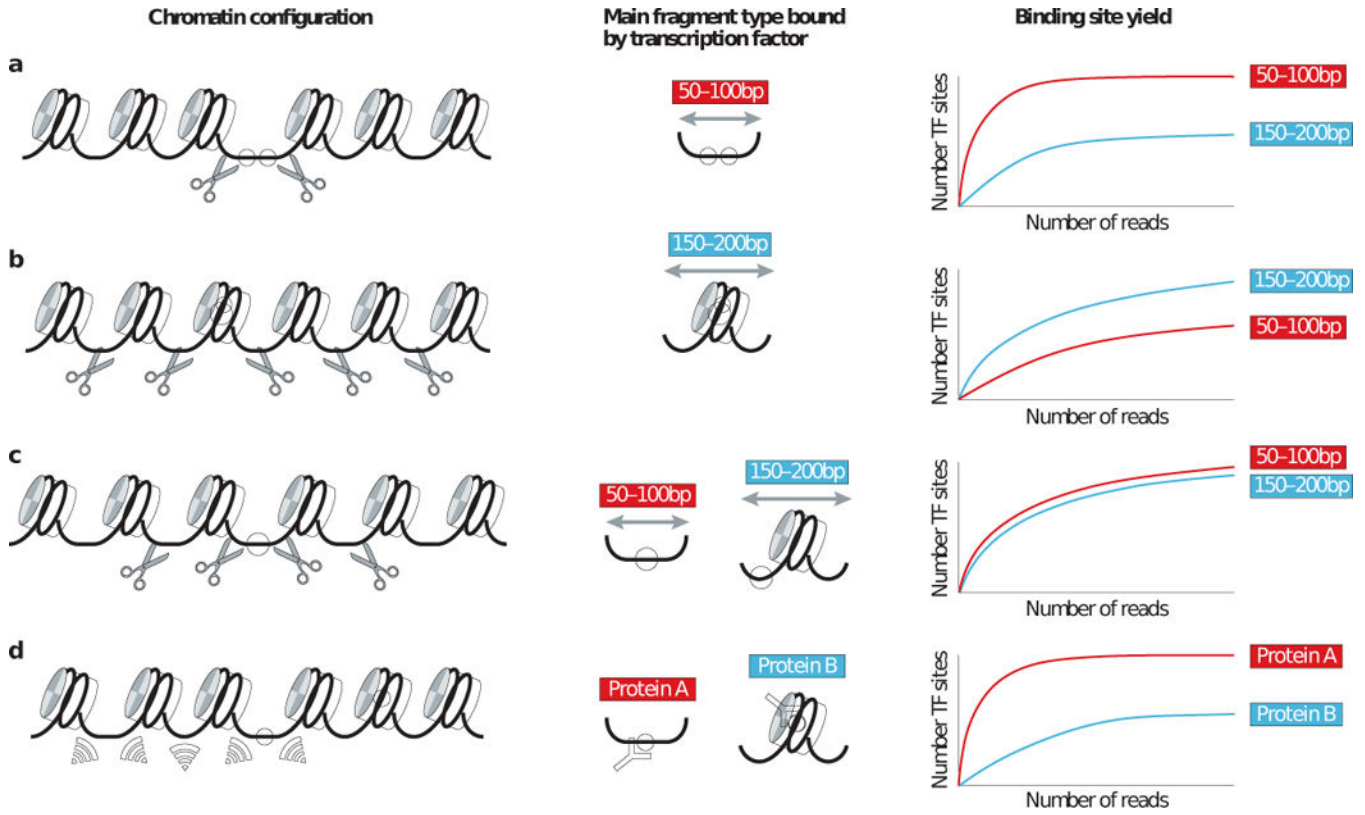 Chromatin configuration
Main fragment type bound
by transcription factor
Binding site yield
a
50–100bp
Number TF sites
50–100bp
150–200bp
Number of reads
b
150–200bp
Number TF sites
150–200bp
50–100bp
Number of reads
c
50–100bp
150–200bp
Number TF sites
50–100bp
150–200bp
Number of reads
d
Protein A
Protein B
Number TF sites
Protein A
Protein B
Number of reads